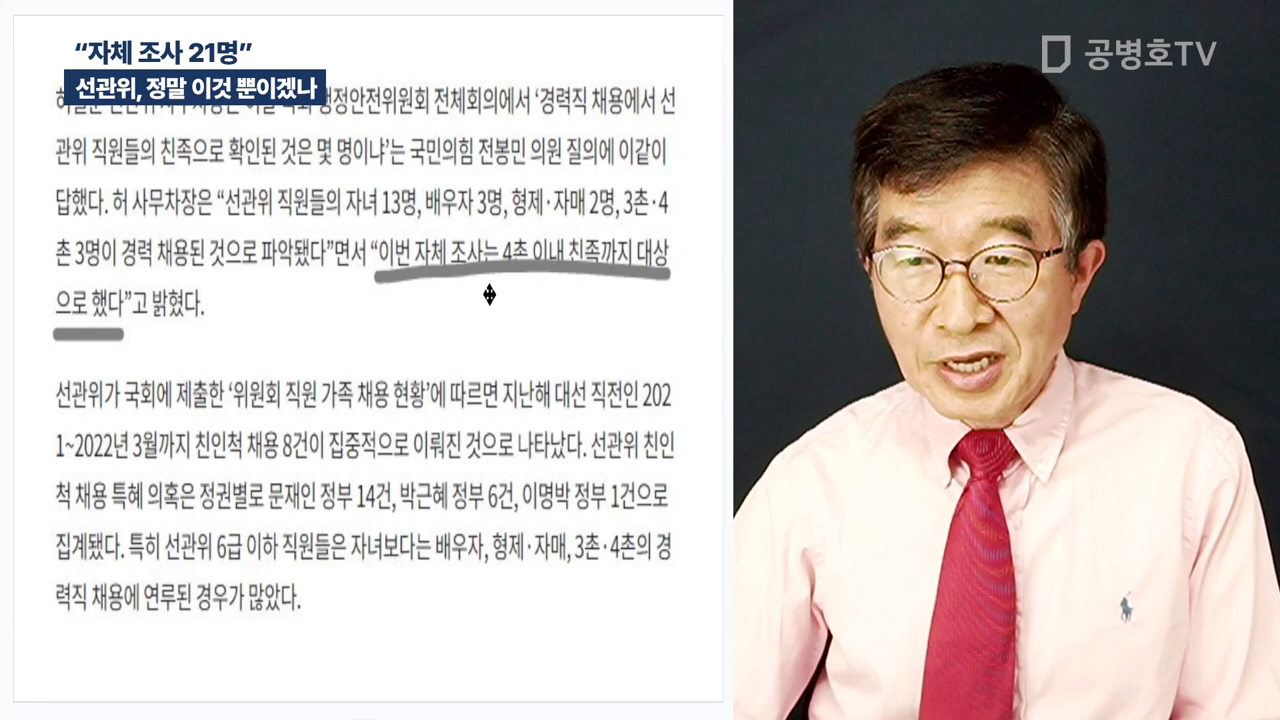 “자체 조사 21명”
선관위, 정말 이것 뿐이겠나
공병호TV
전체회의에서 ‘경력직 채용에서 선
관위 직원들의 친족으로 확인된 것은 몇 명이냐’는 국민의힘 전봉민 의원 질의에 이같이
답했다. 허 사무차장은 “선관위 직원들의 자녀 13명, 배우자 3명, 형제·자매 2명, 3촌·4
촌 3명이 경력 채용된 것으로 파악됐다”면서 “이번 자체 조사는 4촌 이내 친족까지 대상
으로 했다”고 밝혔다.
선관위가 국회에 제출한 ‘위원회 직원 가족 채용 현황’에 따르면 지난해 대선 직전인 202
1~2022년 3월까지 친인척 채용 8건이 집중적으로 이뤄진 것으로 나타났다. 선관위 친인
척 채용 특혜 의혹은 정권별로 문재인 정부 14건, 박근혜 정부 6건, 이명박 정부 1건으로
집계됐다. 특히 선관위 6급 이하 직원들은 자녀보다는 배우자, 형제·자매, 3촌·4촌의 경
력직 채용에 연루된 경우가 많았다.